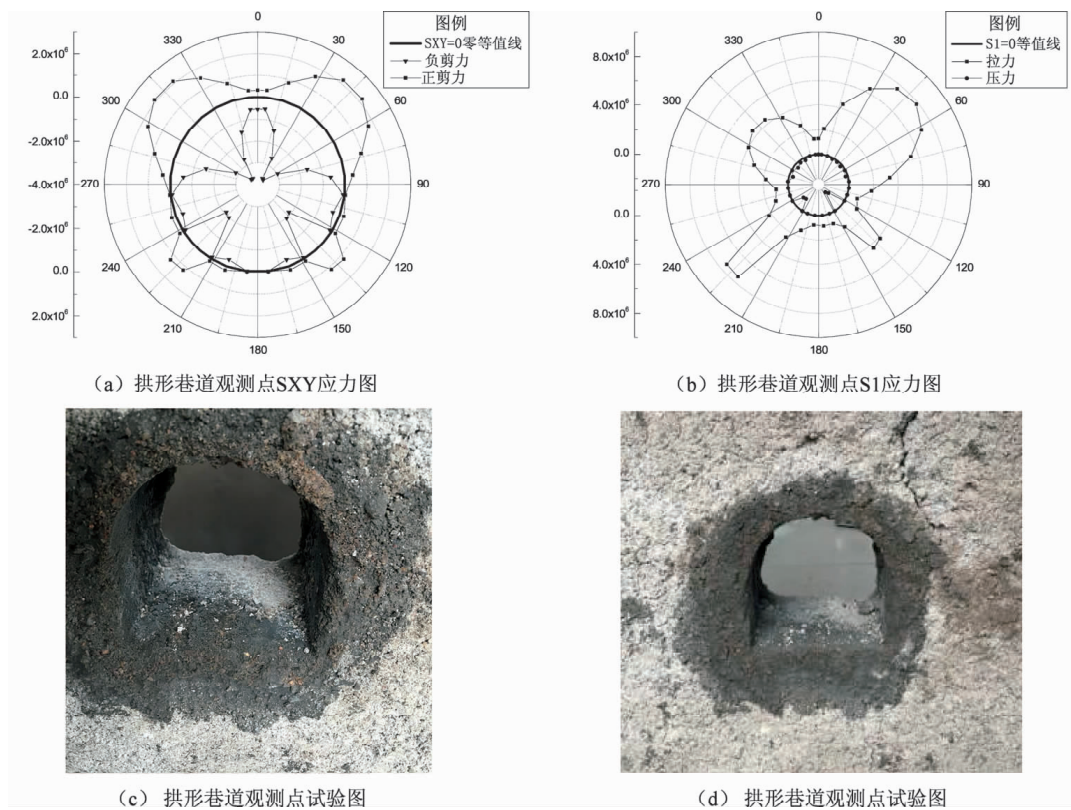 图例
SXY=0零等值线
负剪力
正剪力
2.0x10⁶
0.0
-2.0x10⁶
-4.0x10⁶
-2.0x10⁶
0.0
2.0x10⁶
0
30
60
90
120
150
180
210
240
270
300
330
(a) 拱形巷道观测点SXY应力图
图例
S1=0等值线
拉力
压力
8.0x10⁶
4.0x10⁶
0.0
0.0
4.0x10⁶
8.0x10⁶
0
30
60
90
120
150
180
210
240
270
300
330
(b) 拱形巷道观测点S1应力图
(c) 拱形巷道观测点试验图
(d) 拱形巷道观测点试验图